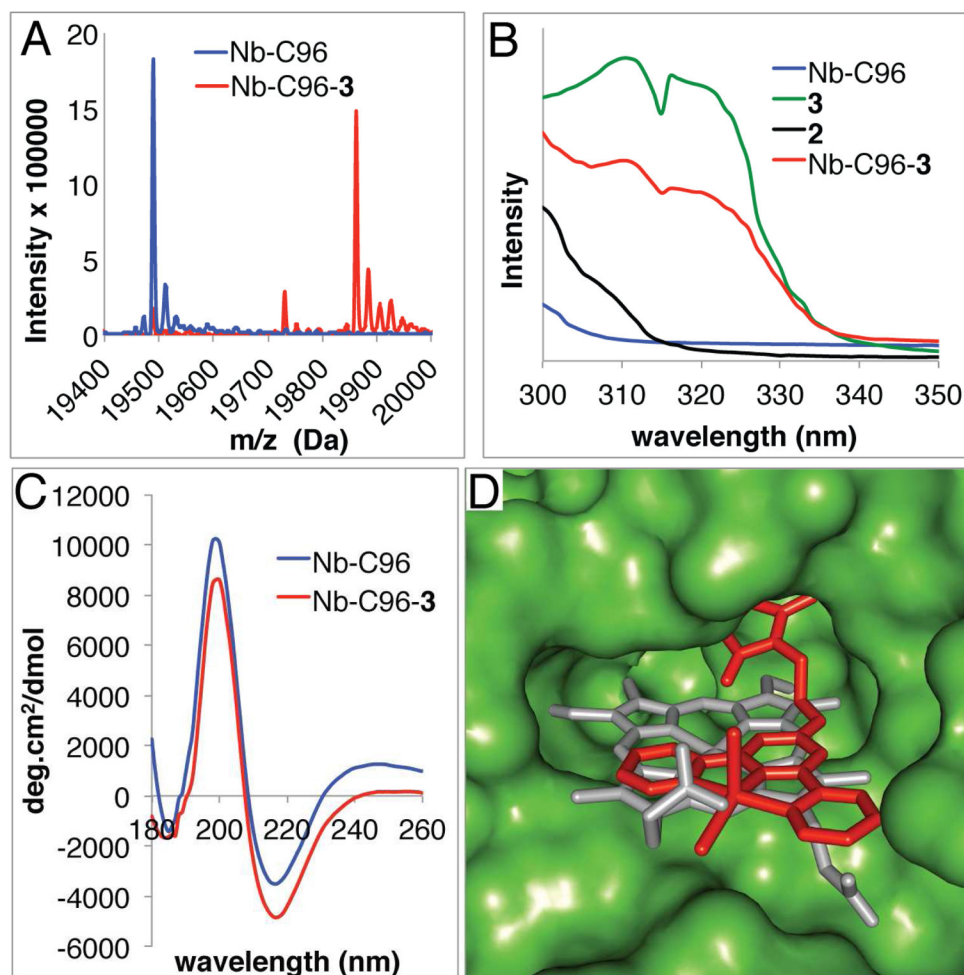 A
Nb-C96
Nb-C96-3
Intensity x 100000
20
15
10
5
0
19400
19500
19600
19700
19800
19900
20000
m/z (Da)
B
Nb-C96
3
2
Nb-C96-3
Intensity
300 310 320 330 340 350
wavelength (nm)
C
Nb-C96
Nb-C96-3
deg.cm²/dmol
12000
10000
8000
6000
4000
2000
0
-2000
-4000
-6000
180 200 220 240 260
wavelength (nm)
D